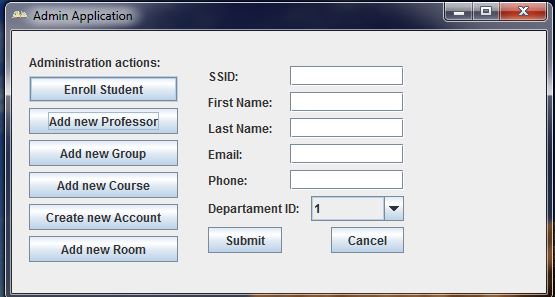 Admin Application
Administration actions:
Enroll Student
Add new Professor
Add new Group
Add new Course
Create new Account
Add new Room
SSID:
First Name:
Last Name:
Email:
Phone:
Departament ID: 1
Submit Cancel